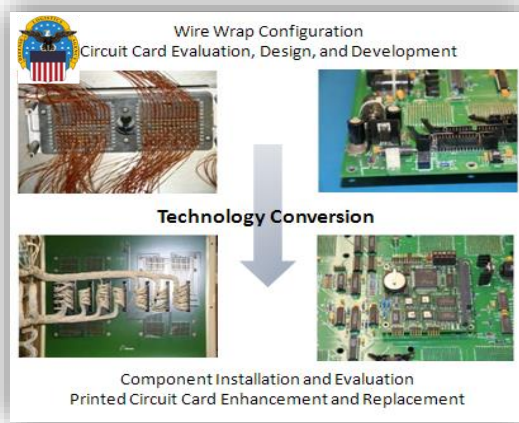 Wire Wrap Configuration
Circuit Card Evaluation, Design, and Development
Technology Conversion
Component Installation and Evaluation
Printed Circuit Card Enhancement and Replacement